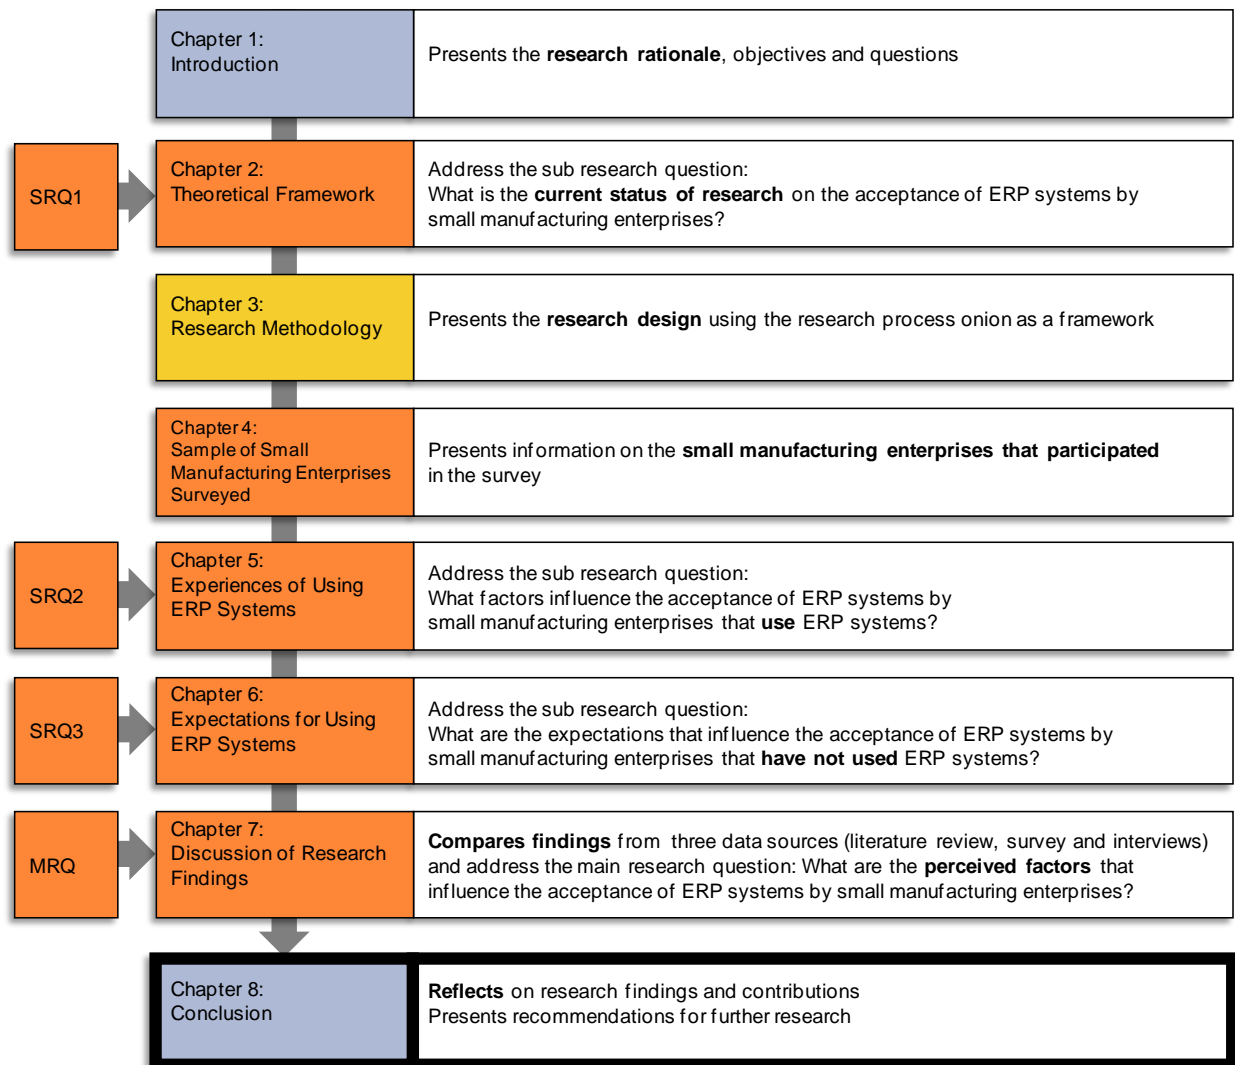 Chapter 1:
Introduction
Presents the research rationale, objectives and questions
SRQ1
Chapter 2:
Theoretical Framework
Address the sub research question:
What is the current status of research on the acceptance of ERP systems by
small manufacturing enterprises?
Chapter 3:
Research Methodology
Presents the research design using the research process onion as a framework
Chapter 4:
Sample of Small
Manufacturing Enterprises
Surveyed
Presents information on the small manufacturing enterprises that participated
in the survey
SRQ2
Chapter 5:
Experiences of Using
ERP Systems
Address the sub research question:
What factors influence the acceptance of ERP systems by
small manufacturing enterprises that use ERP systems?
SRQ3
Chapter 6:
Expectations for Using
ERP Systems
Address the sub research question:
What are the expectations that influence the acceptance of ERP systems by
small manufacturing enterprises that have not used ERP systems?
MRQ
Chapter 7:
Discussion of Research
Findings
Compares findings from three data sources (literature review, survey and interviews)
and address the main research question: What are the perceived factors that
influence the acceptance of ERP systems by small manufacturing enterprises?
Chapter 8:
Conclusion
Reflects on research findings and contributions
Presents recommendations for further research